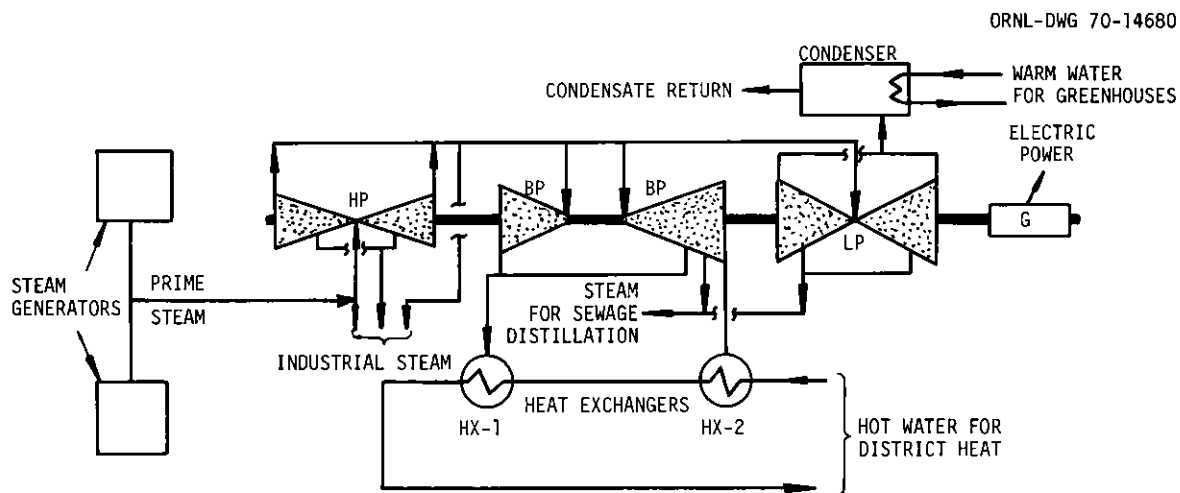 ORNL-DWG 70-14680
CONDENSER
CONDENSATE RETURN
WARM WATER
FOR GREENHOUSES
ELECTRIC
POWER
HP
BP
BP
LP
G
STEAM
GENERATORS
PRIME
STEAM
STEAM
FOR SEWAGE
DISTILLATION
INDUSTRIAL STEAM
HEAT EXCHANGERS
HX-1
HX-2
HOT WATER FOR
DISTRICT HEAT